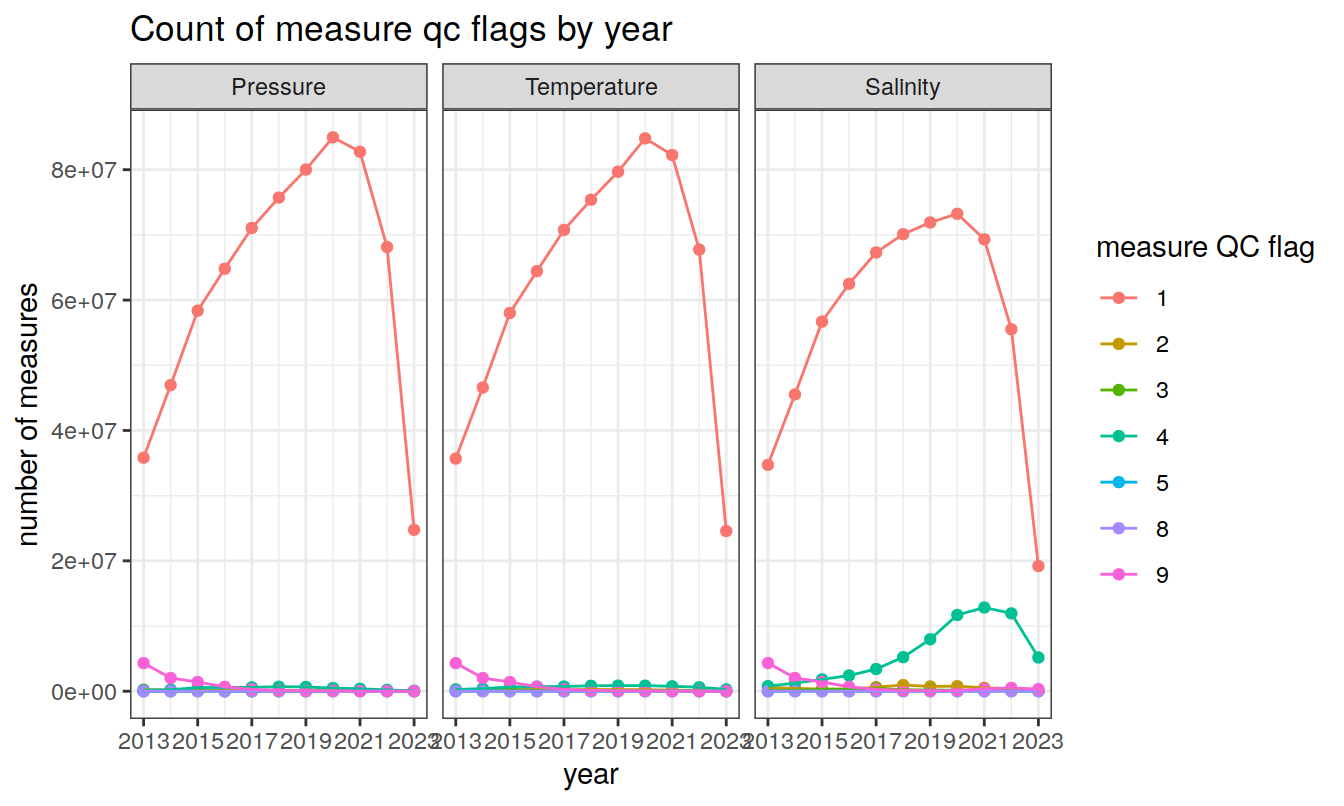 Count of measure qc flags by year
Pressure Temperature Salinity
number of measures
8e+07
6e+07
4e+07
2e+07
0e+00
2013 2015 2017 2019 2021 2023 2013 2015 2017 2019 2021 2023 2013 2015 2017 2019 2021 2023
year
measure QC flag
1
2
3
4
5
8
9